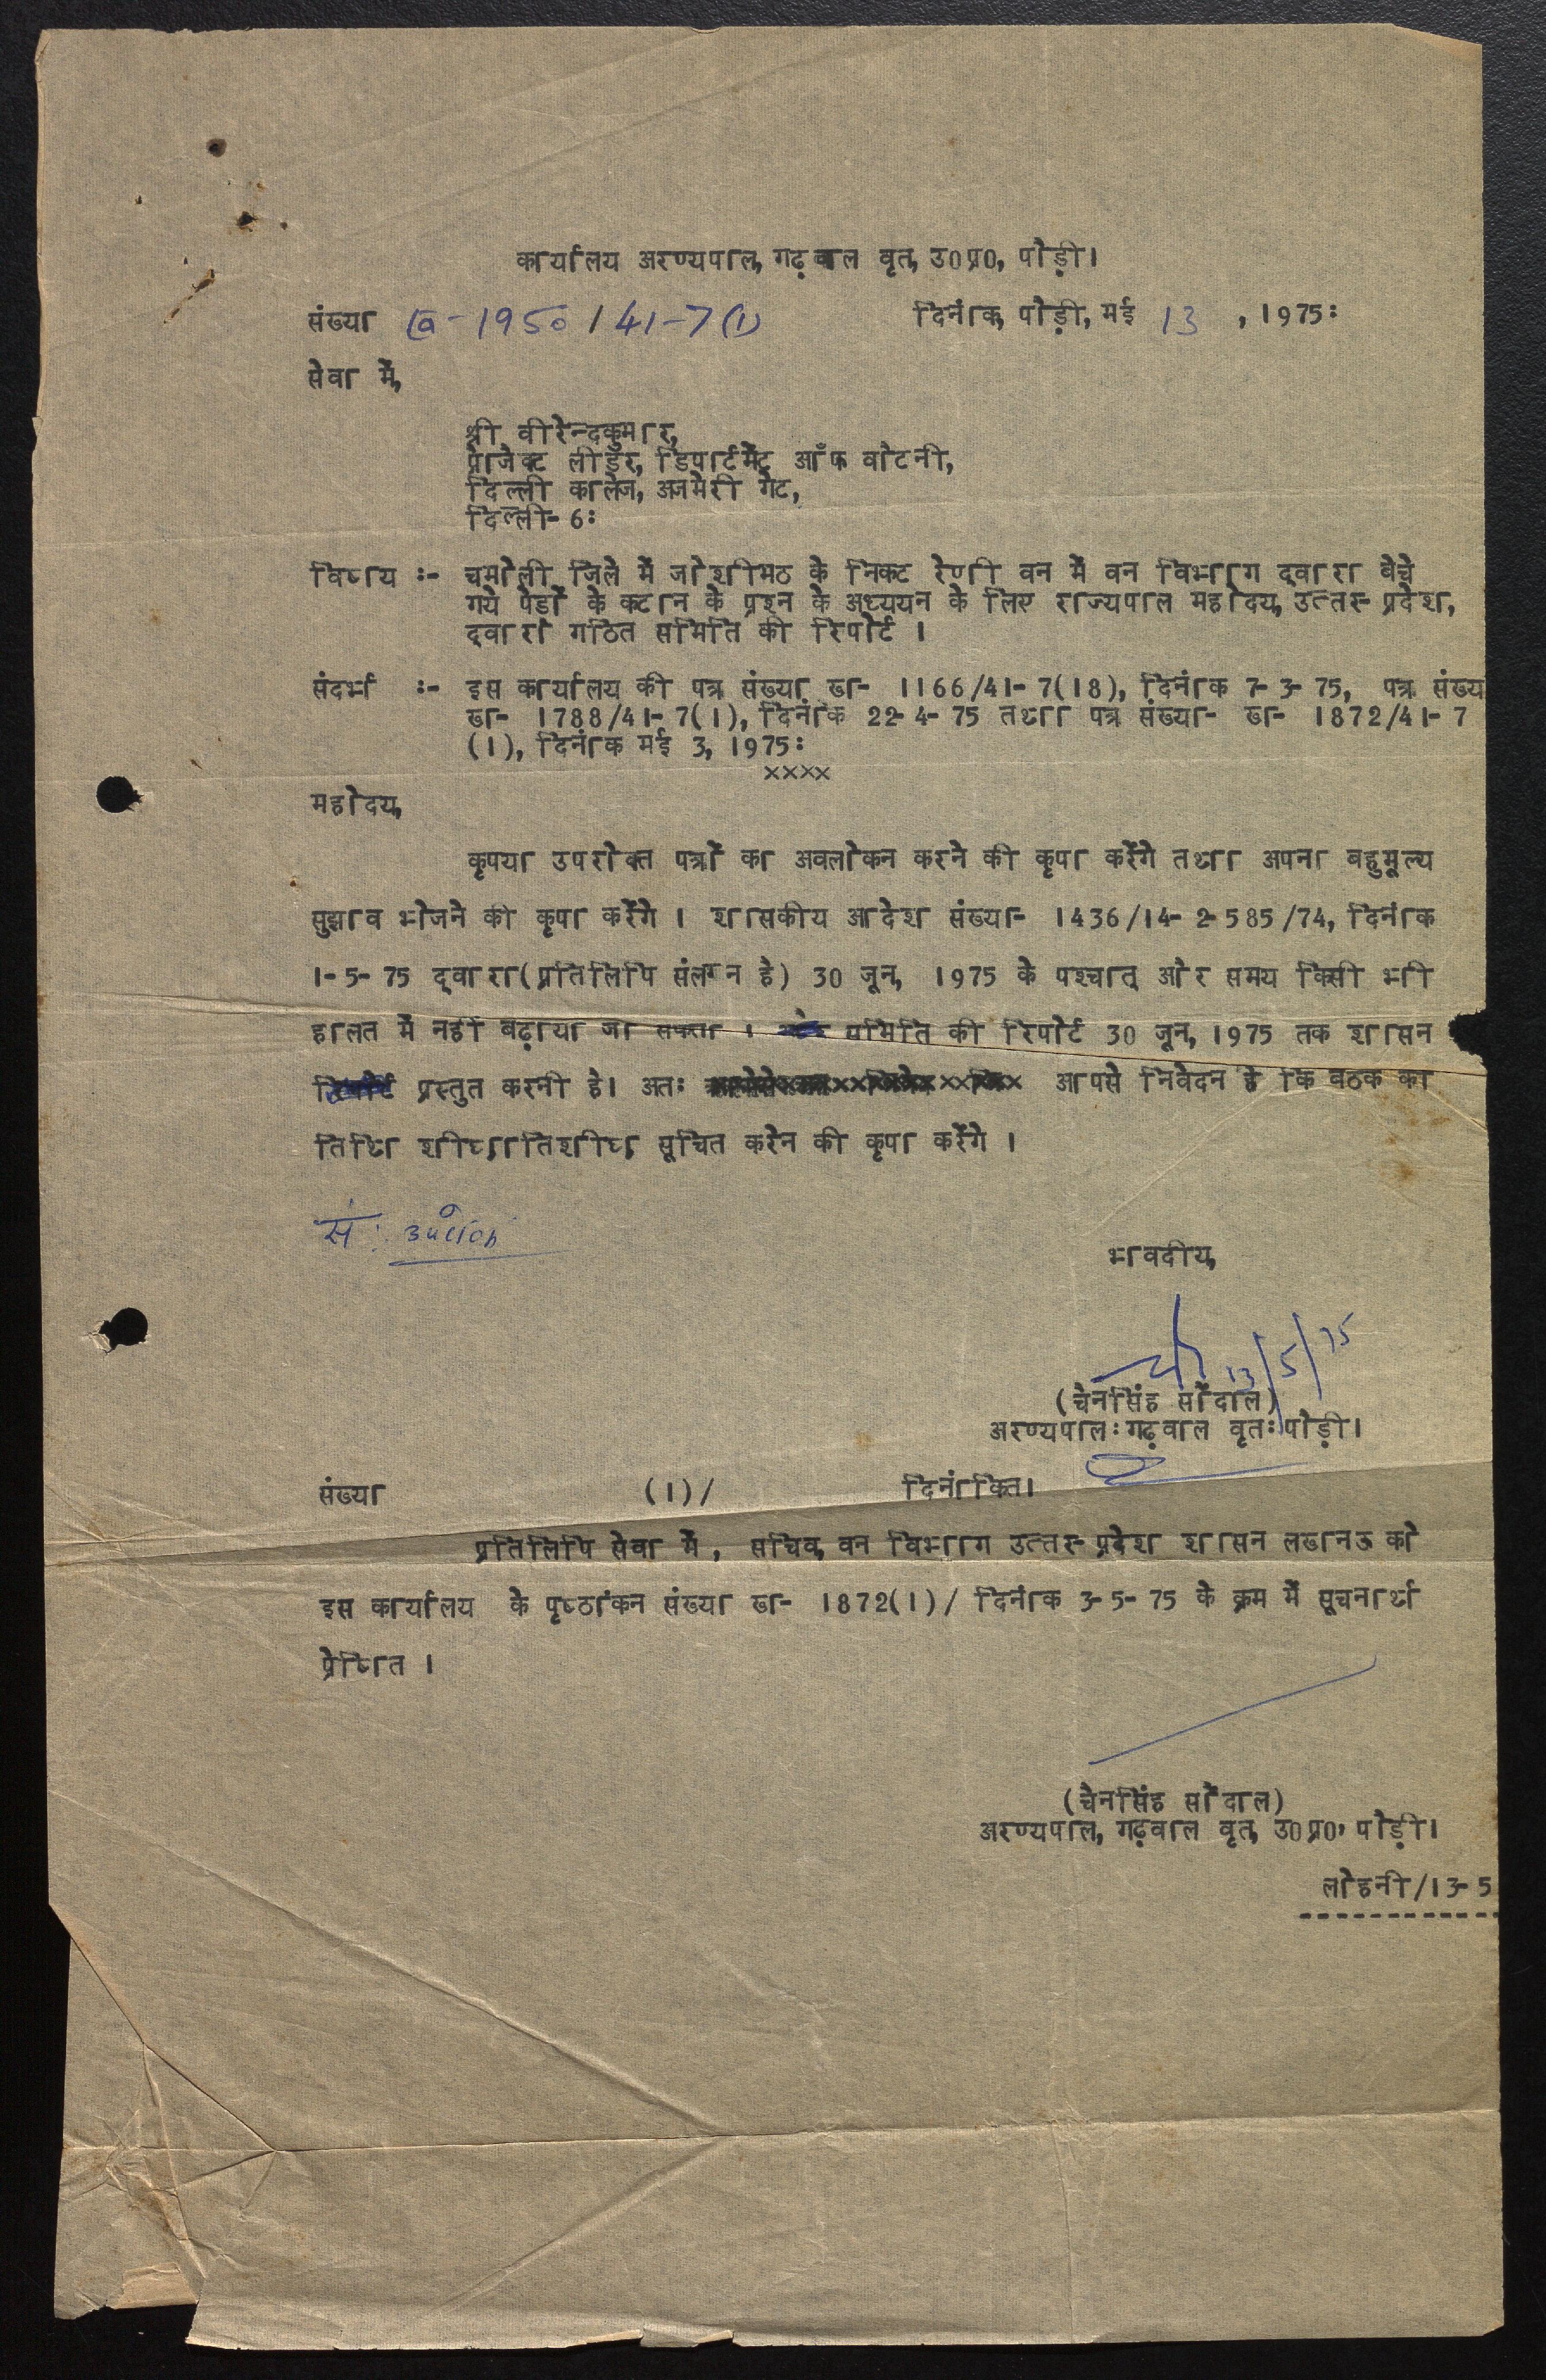 कार्यालय अरण्यपाल, गढ़वाल वृत, उ०प्र०, पौड़ी।
संख्या ख-1950/41-7(1) दिनांक, पौड़ी, मई 13, 1975:
सेवा में,
श्री वीरेन्दकुमार,
प्रोजेक्ट लीडर, डिपार्टमेंट ऑफ वोटनी,
दिल्ली कालेज, अजमेरी गेट,
दिल्ली-6:
विषय :- चमोली जिले में जोशीमठ के निकट रेणी वन में वन विभाग द्वारा बेचे
गये पेड़ों के कटान के प्रश्न के अध्ययन के लिए राज्यपाल महोदय, उत्तर प्रदेश,
द्वारा गठित समिति की रिपोर्ट ।
संदर्भ :- इस कार्यालय की पत्र संख्या ख- 1166/41-7(18), दिनांक 7-3-75, पत्र संख्य
ख- 1788/41-7(1), दिनांक 22-4-75 तथा पत्र संख्या- ख- 1872/41-7
(1), दिनांक मई 3, 1975:
xxxx
महोदय,
कृपया उपरोक्त पत्रों का अवलोकन करने की कृपा करेंगे तथा अपना बहुमूल्य
सुझाव भेजने की कृपा करेंगे । शासकीय आदेश संख्या- 1436/14-2-585/74, दिनांक
1-5-75 द्वारा(प्रतिलिपि संलग्न है) 30 जून, 1975 के पश्चात् और समय किसी भी
हालत में नहीं बढ़ाया जा सकता । समिति की रिपोर्ट 30 जून, 1975 तक शासन
प्रस्तुत करनी है। अतः आपसे निवेदन है कि बैठक का
तिथि शीघ्रातिशीघ्र सूचित करेन की कृपा करेंगे ।
सं:
भवदीय,
13/5/75
(चेनसिंह सोंदाल)
अरण्यपाल:गढ़वाल वृत:पौड़ी।
संख्या (1)/ दिनांकित।
प्रतिलिपि सेवा में, सचिव, वन विभाग उत्तर प्रदेश शासन लखनऊ को
इस कार्यालय के पृष्ठांकन संख्या ख- 1872(1)/ दिनांक 3-5-75 के क्रम में सूचनार्थ
प्रेषित ।
(चेनसिंह सोंदाल)
अरण्यपाल, गढ़वाल वृत, उ०प्र०, पौड़ी।
लोहनी/13-5